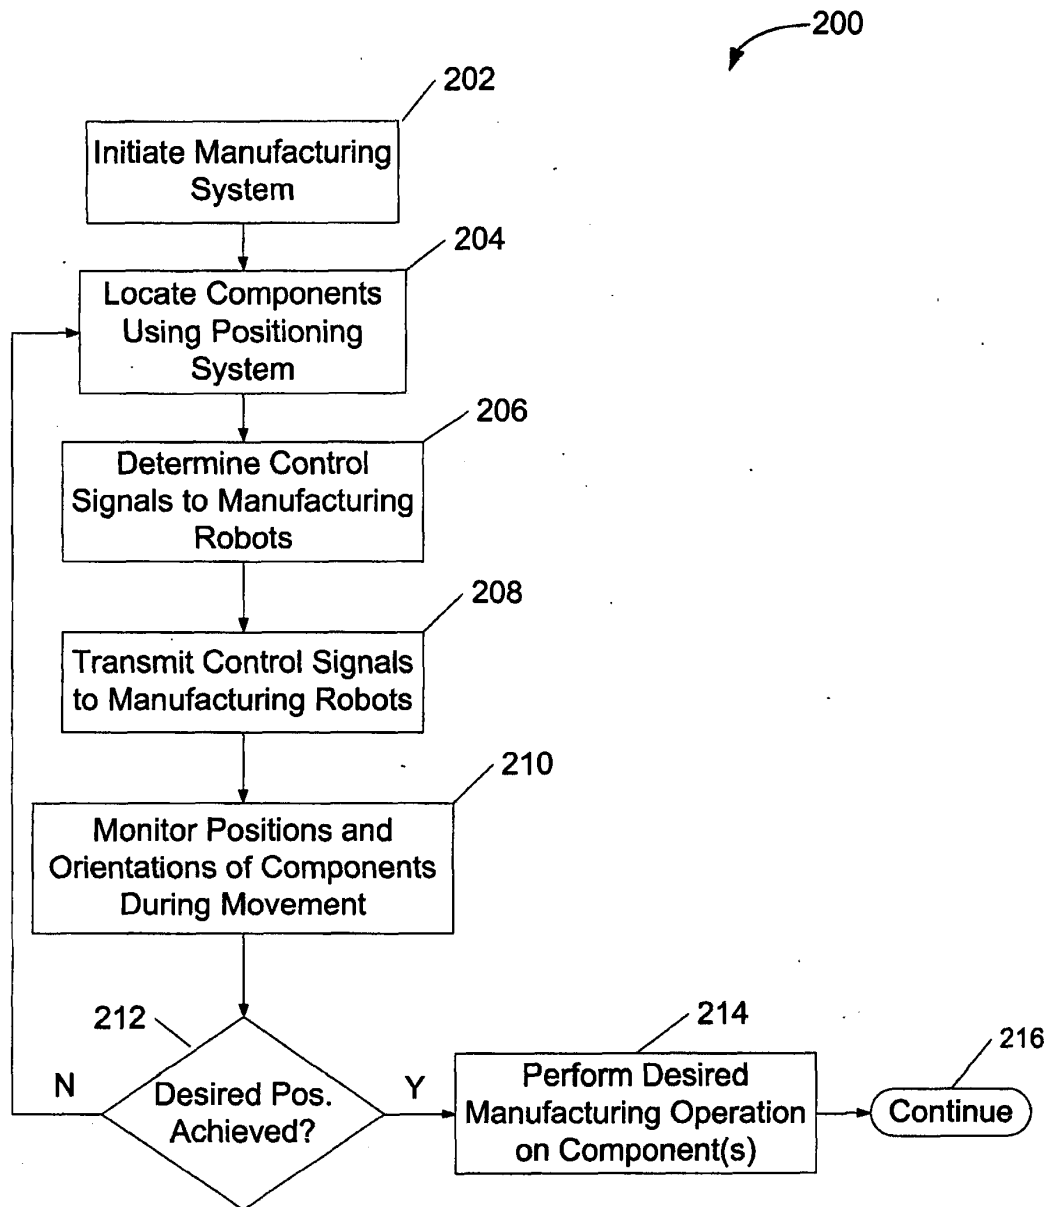 200
202
Initiate Manufacturing
System
204
Locate Components
Using Positioning
System
206
Determine Control
Signals to Manufacturing
Robots
208
Transmit Control Signals
to Manufacturing Robots
210
Monitor Positions and
Orientations of Components
During Movement
212
Desired Pos.
Achieved?
N
Y
214
Perform Desired
Manufacturing Operation
on Component(s)
216
Continue